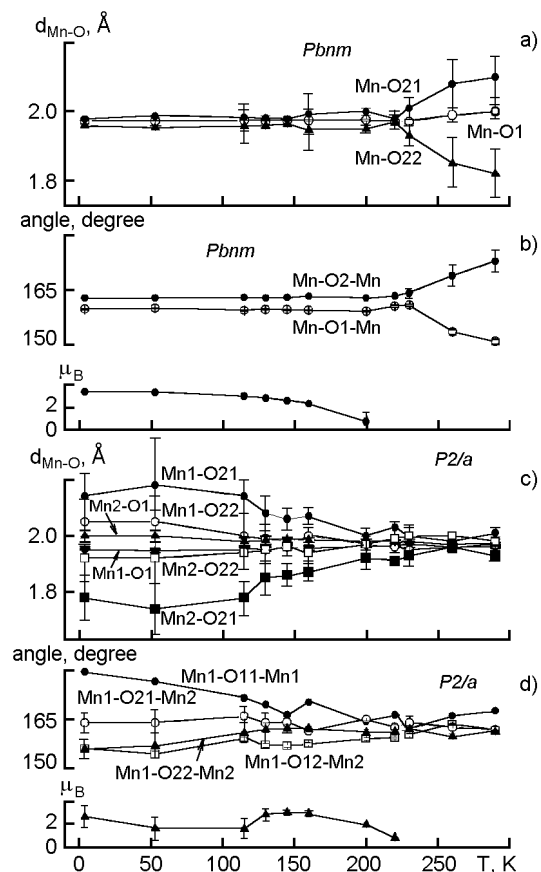 d Mn-O, Å
Pbnm
a)
Mn-O21
2.0
Mn-O1
Mn-O22
1.8
angle, degree
Pbnm
b)
Mn-O2-Mn
165
Mn-O1-Mn
150
μB
2
0
d Mn-O, Å
P2/a
c)
Mn1-O21
Mn2-O1
Mn1-O22
2.0
Mn1-O1
Mn2-O22
1.8
Mn2-O21
angle, degree
Mn1-O11-Mn1
P2/a
d)
Mn1-O21-Mn2
165
150
Mn1-O12-Mn2
Mn1-O22-Mn2
μB
2
0
0 50 100 150 200 250 T, K